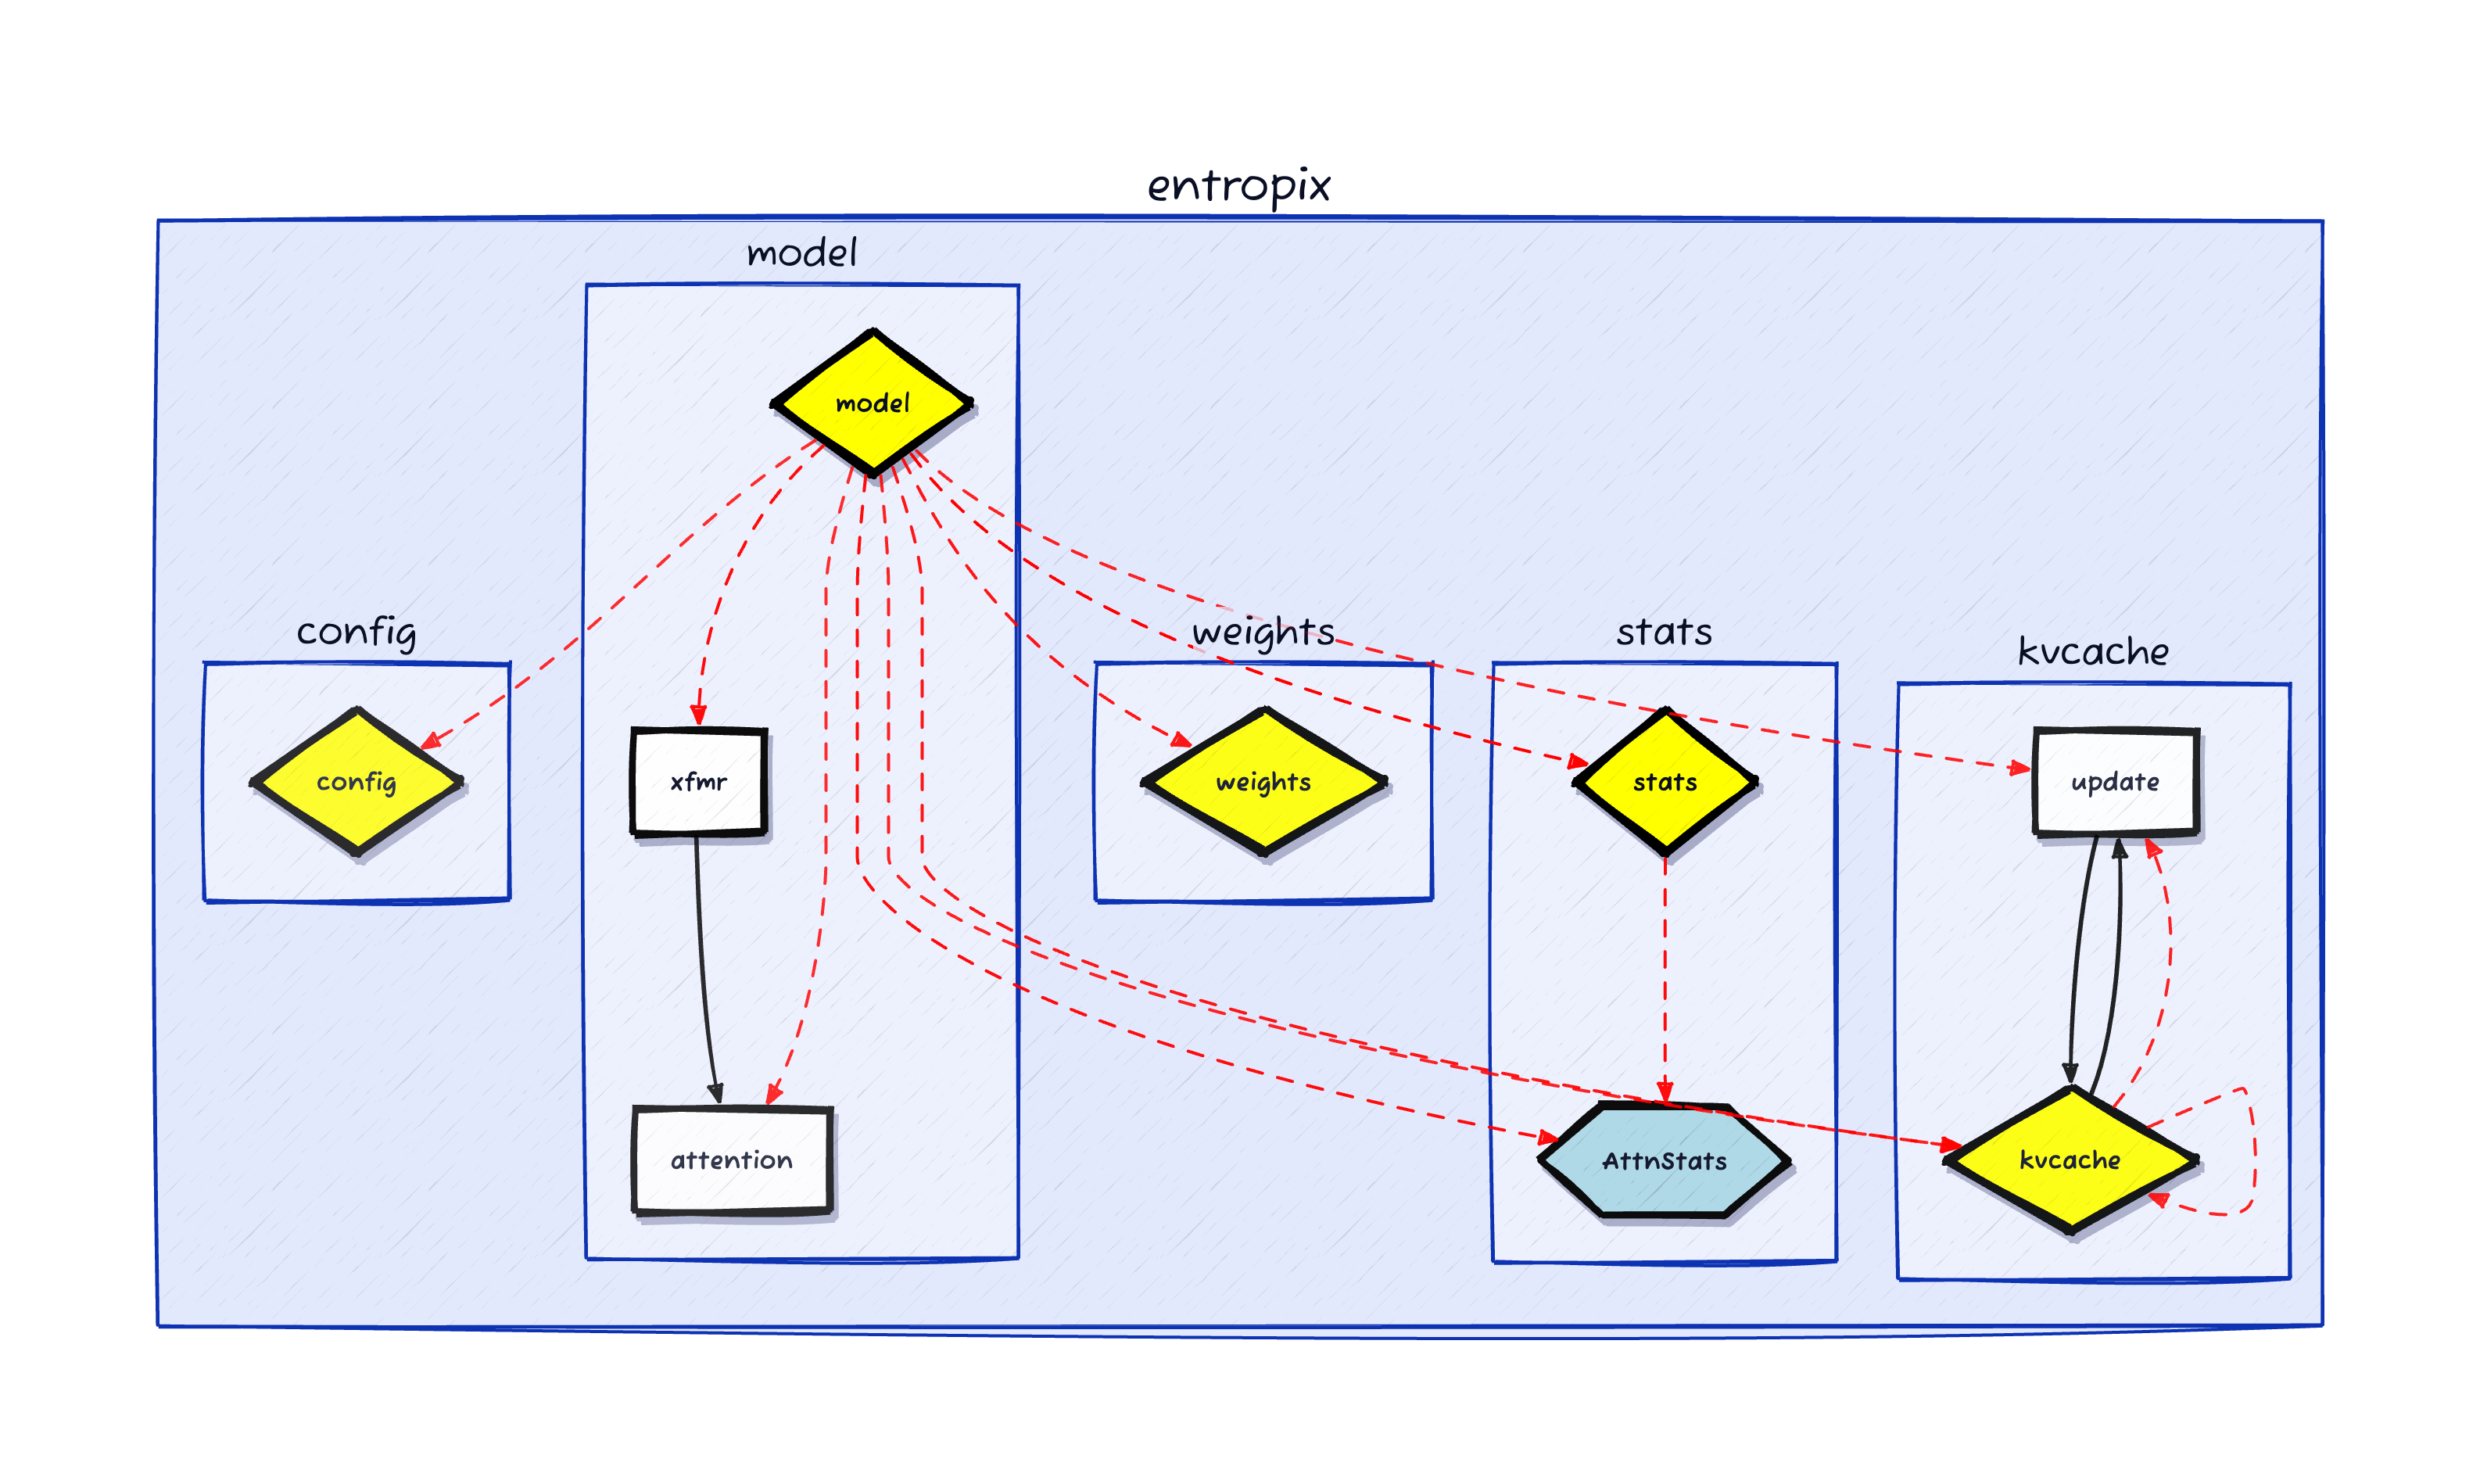 entropix
model
model
config
weights
stats
kvcache
config
xfmr
weights
stats
update
attention
AttnStats
kvcache